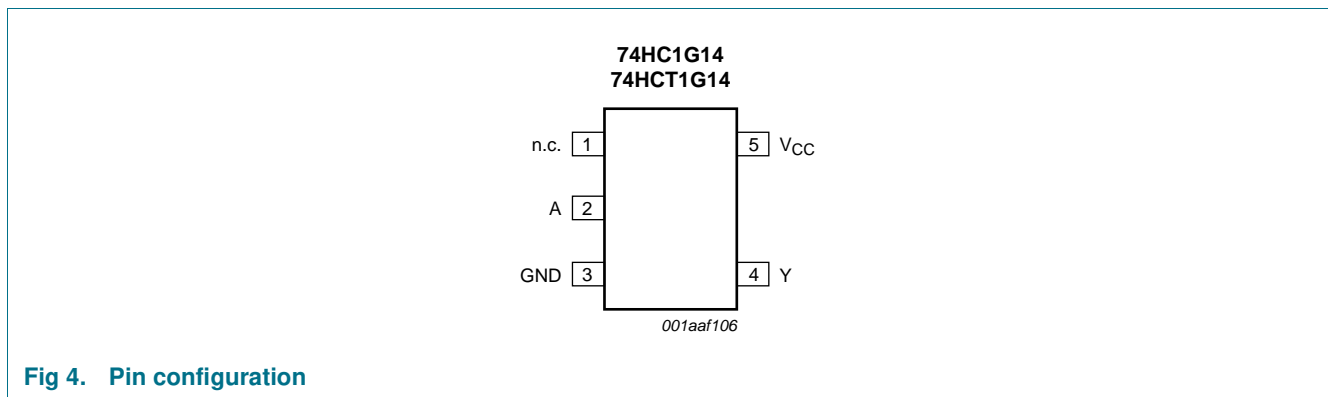 74HC1G14
74HCT1G14
n.c. 1
5 VCC
A 2
GND 3
4 Y
001aaf106
Fig 4. Pin configuration